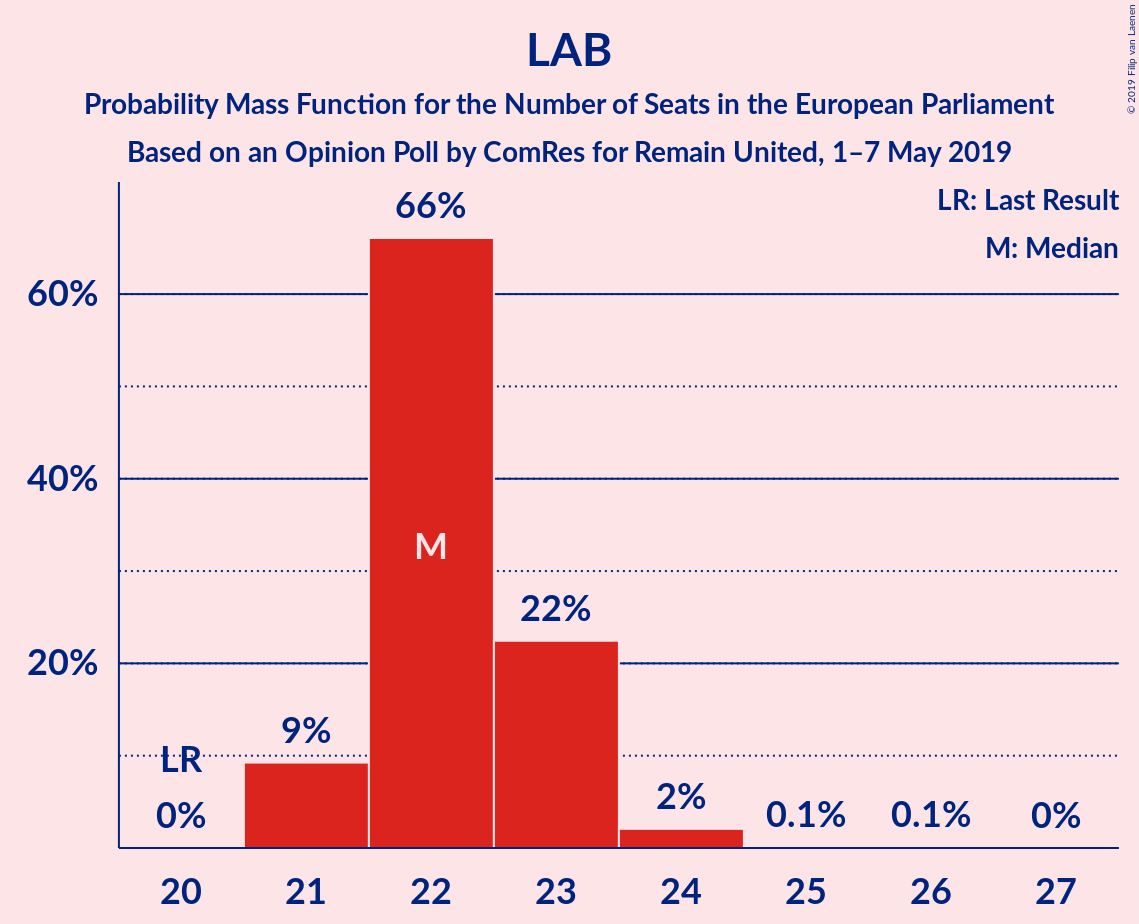 LAB
Probability Mass Function for the Number of Seats in the European Parliament
Based on an Opinion Poll by ComRes for Remain United, 1–7 May 2019
© 2019 Filip van Laenen
LR: Last Result
M: Median
66%
60%
40%
M
22%
20%
9%
LR
0%
2%
0.1%
0.1%
0%
20
21
22
23
24
25
26
27